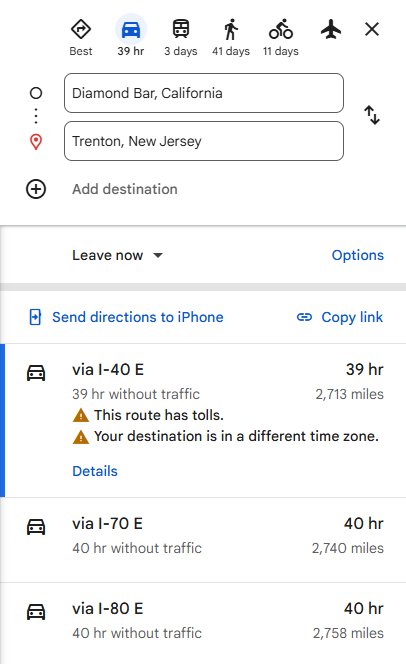 Best
39 hr
3 days
41 days
11 days
Diamond Bar, California
Trenton, New Jersey
Add destination
Leave now
Options
Send directions to iPhone
Copy link
via I-40 E
39 hr
39 hr without traffic
2,713 miles
This route has tolls.
Your destination is in a different time zone.
Details
via I-70 E
40 hr
40 hr without traffic
2,740 miles
via I-80 E
40 hr
40 hr without traffic
2,758 miles